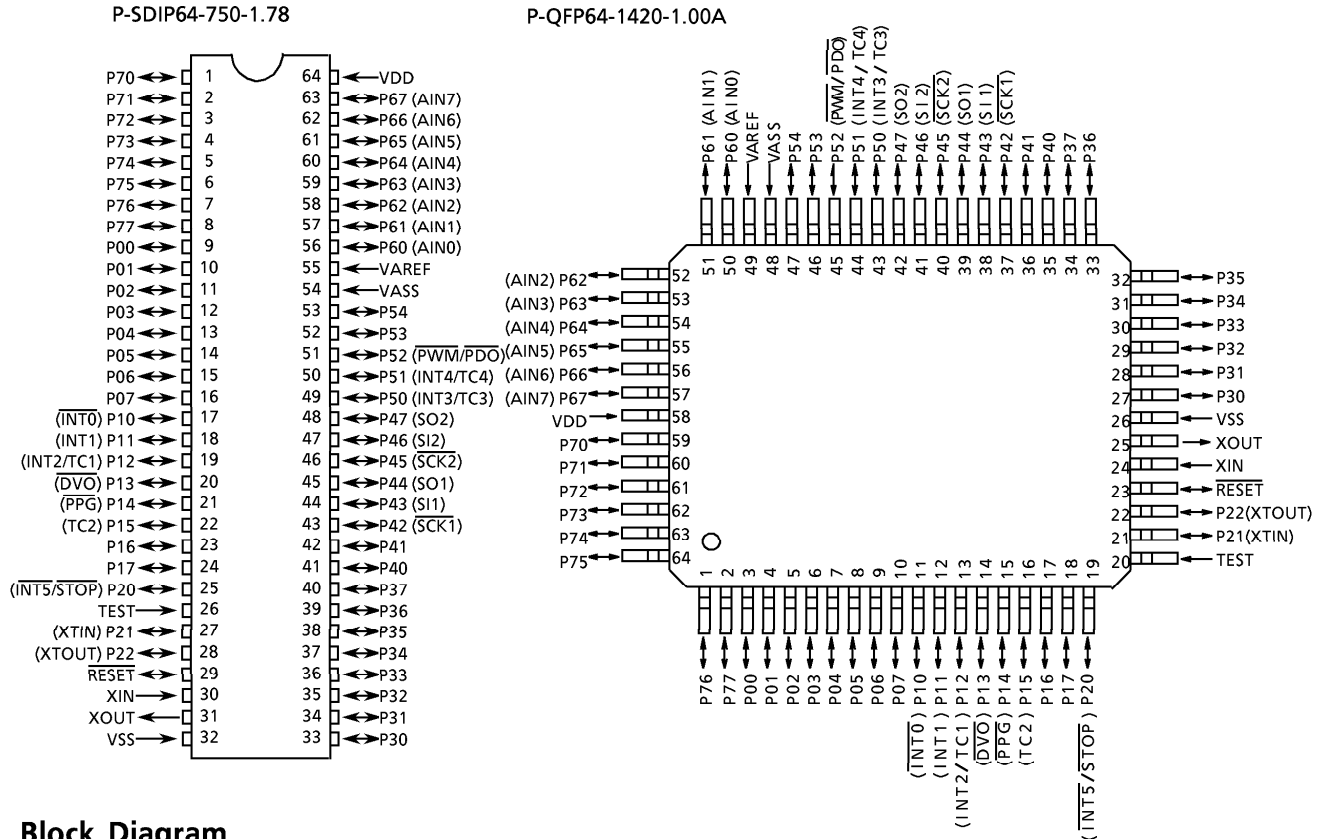 P-SDIP64-750-1.78
P70 1 64 VDD
P71 2 63 P67 (AIN7)
P72 3 62 P66 (AIN6)
P73 4 61 P65 (AIN5)
P74 5 60 P64 (AIN4)
P75 6 59 P63 (AIN3)
P76 7 58 P62 (AIN2)
P77 8 57 P61 (AIN1)
P00 9 56 P60 (AIN0)
P01 10 55 VAREF
P02 11 54 VASS
P03 12 53 P54
P04 13 52 P53
P05 14 51 P52 (PWM/PDO)
P06 15 50 P51 (INT4/TC4)
P07 16 49 P50 (INT3/TC3)
(INT0) P10 17 48 P47 (SO2)
(INT1) P11 18 47 P46 (SI2)
(INT2/TC1) P12 19 46 P45 (SCK2)
(DVO) P13 20 45 P44 (SO1)
(PPG) P14 21 44 P43 (SI1)
(TC2) P15 22 43 P42 (SCK1)
P16 23 42 P41
P17 24 41 P40
(INT5/STOP) P20 25 40 P37
TEST 26 39 P36
(XTIN) P21 27 38 P35
(XTOUT) P22 28 37 P34
RESET 29 36 P33
XIN 30 35 P32
XOUT 31 34 P31
VSS 32 33 P30
P-QFP64-1420-1.00A
P61 (AIN1)
P60 (AIN0)
VAREF
VASS
P54
P53
P52 (PWM/PDO)
P51 (INT4/TC4)
P50 (INT3/TC3)
P47 (SO2)
P46 (SI2)
P45 (SCK2)
P44 (SO1)
P43 (SI1)
P42 (SCK1)
P41
P40
P37
P36
51 50 49 48 47 46 45 44 43 42 41 40 39 38 37 36 35 34 33
(AIN2) P62 52
(AIN3) P63 53
(AIN4) P64 54
(AIN5) P65 55
(AIN6) P66 56
(AIN7) P67 57
VDD 58
P70 59
P71 60
P72 61
P73 62
P74 63
P75 64
32 P35
31 P34
30 P33
29 P32
28 P31
27 P30
26 VSS
25 XOUT
24 XIN
23 RESET
22 P22(XTOUT)
21 P21(XTIN)
20 TEST
1 2 3 4 5 6 7 8 9 10 11 12 13 14 15 16 17 18 19
P76
P77
P00
P01
P02
P03
P04
P05
P06
P07
(INT0) P10
(INT1) P11
(INT2/TC1) P12
(DVO) P13
(PPG) P14
(TC2) P15
P16
P17
(INT5/STOP) P20
Block Diagram